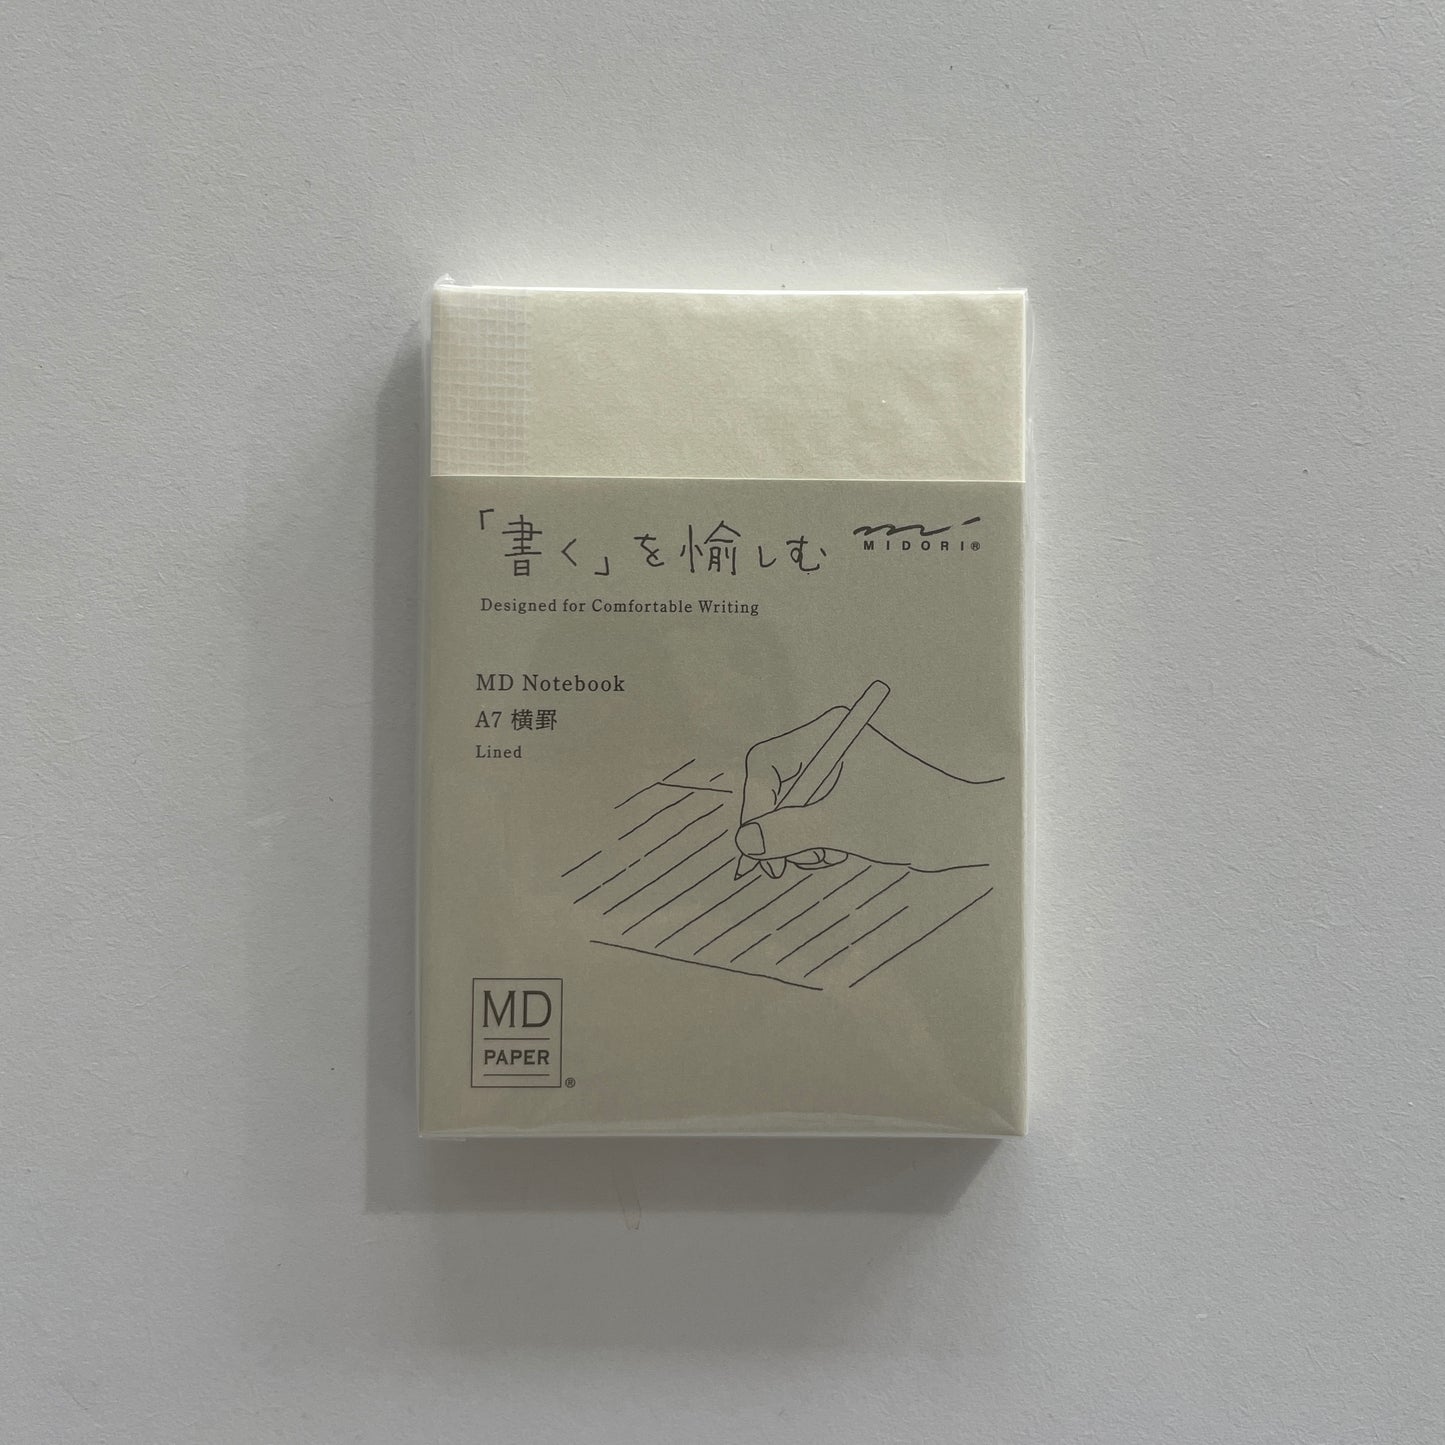 「書く」を愉しむ
MIDORI®
Designed for Comfortable Writing
MD Notebook
A7 横罫
Lined
MD
PAPER
®